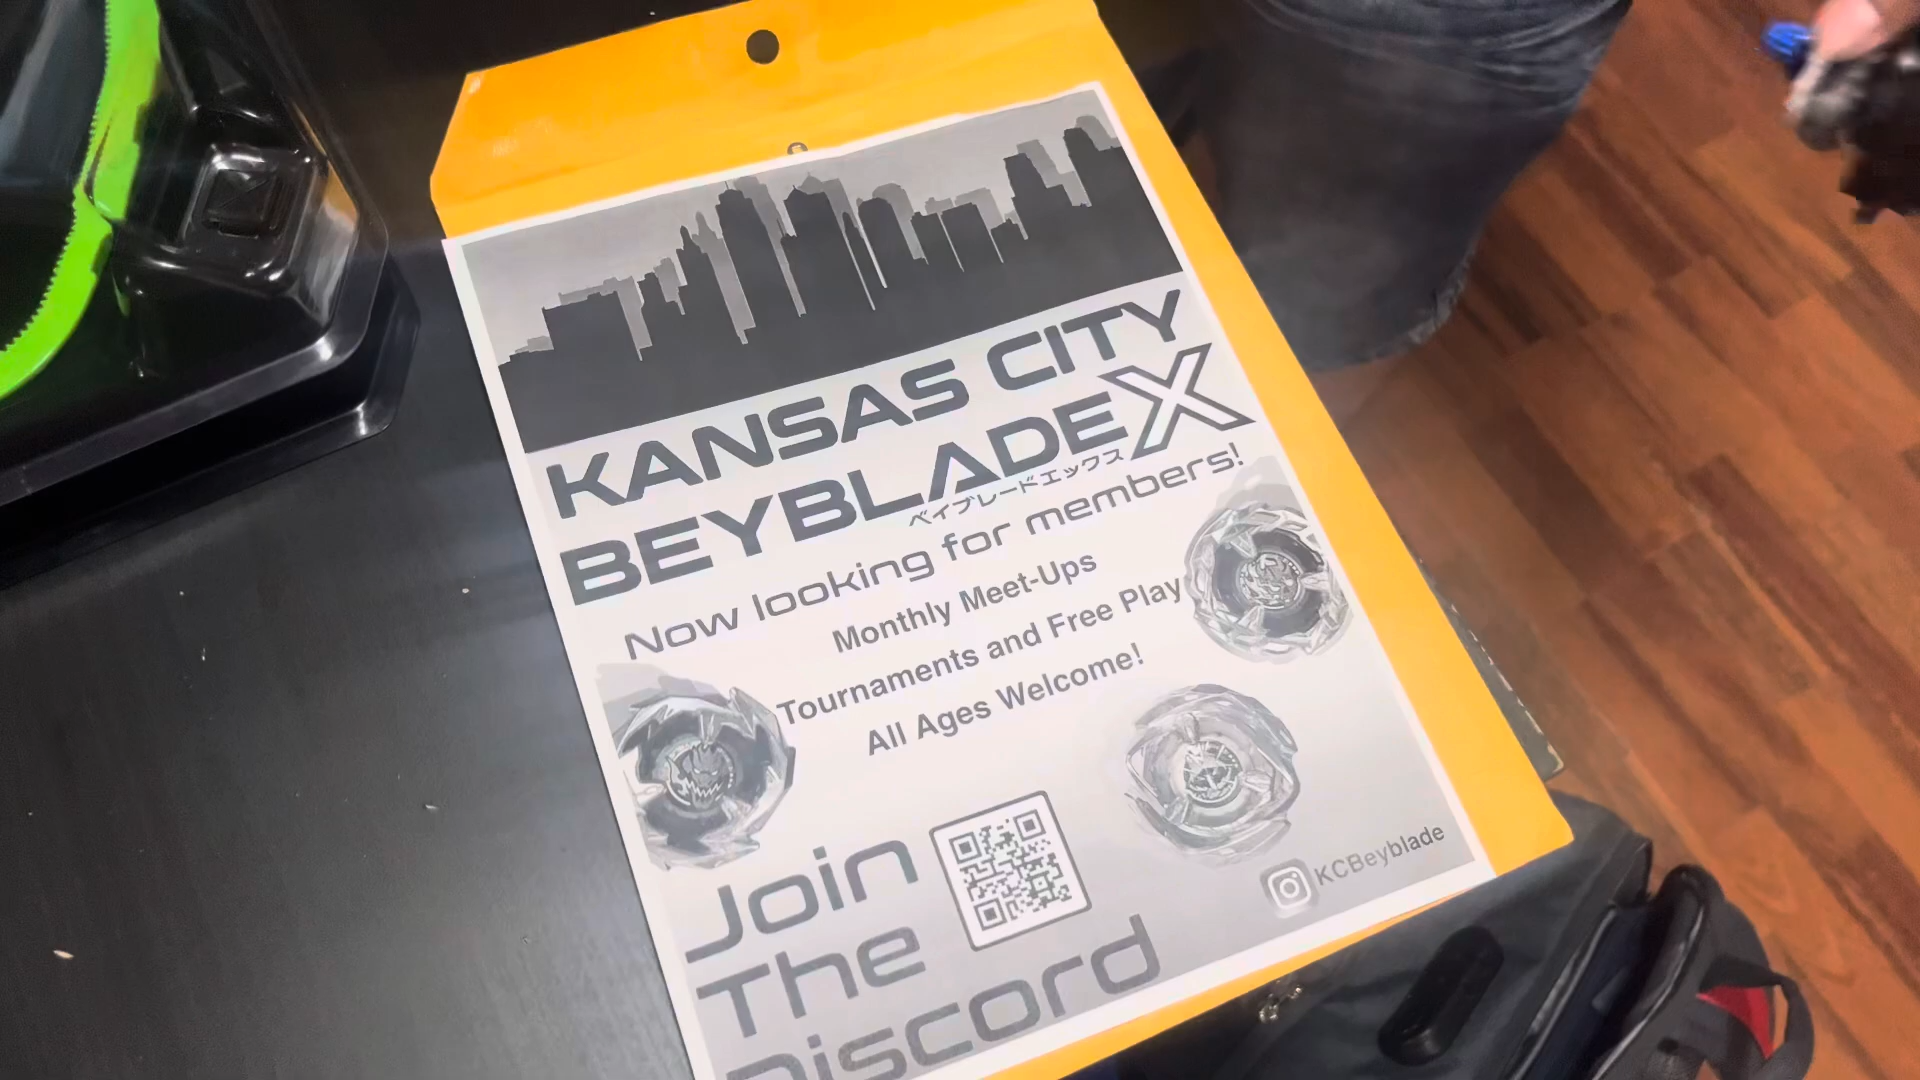 KANSAS CITY
BEYBLADE X
ベイブレードエックス
Now looking for members!
Monthly Meet-Ups
Tournaments and Free Play
All Ages Welcome!
Join
The
Discord
KCBeyblade